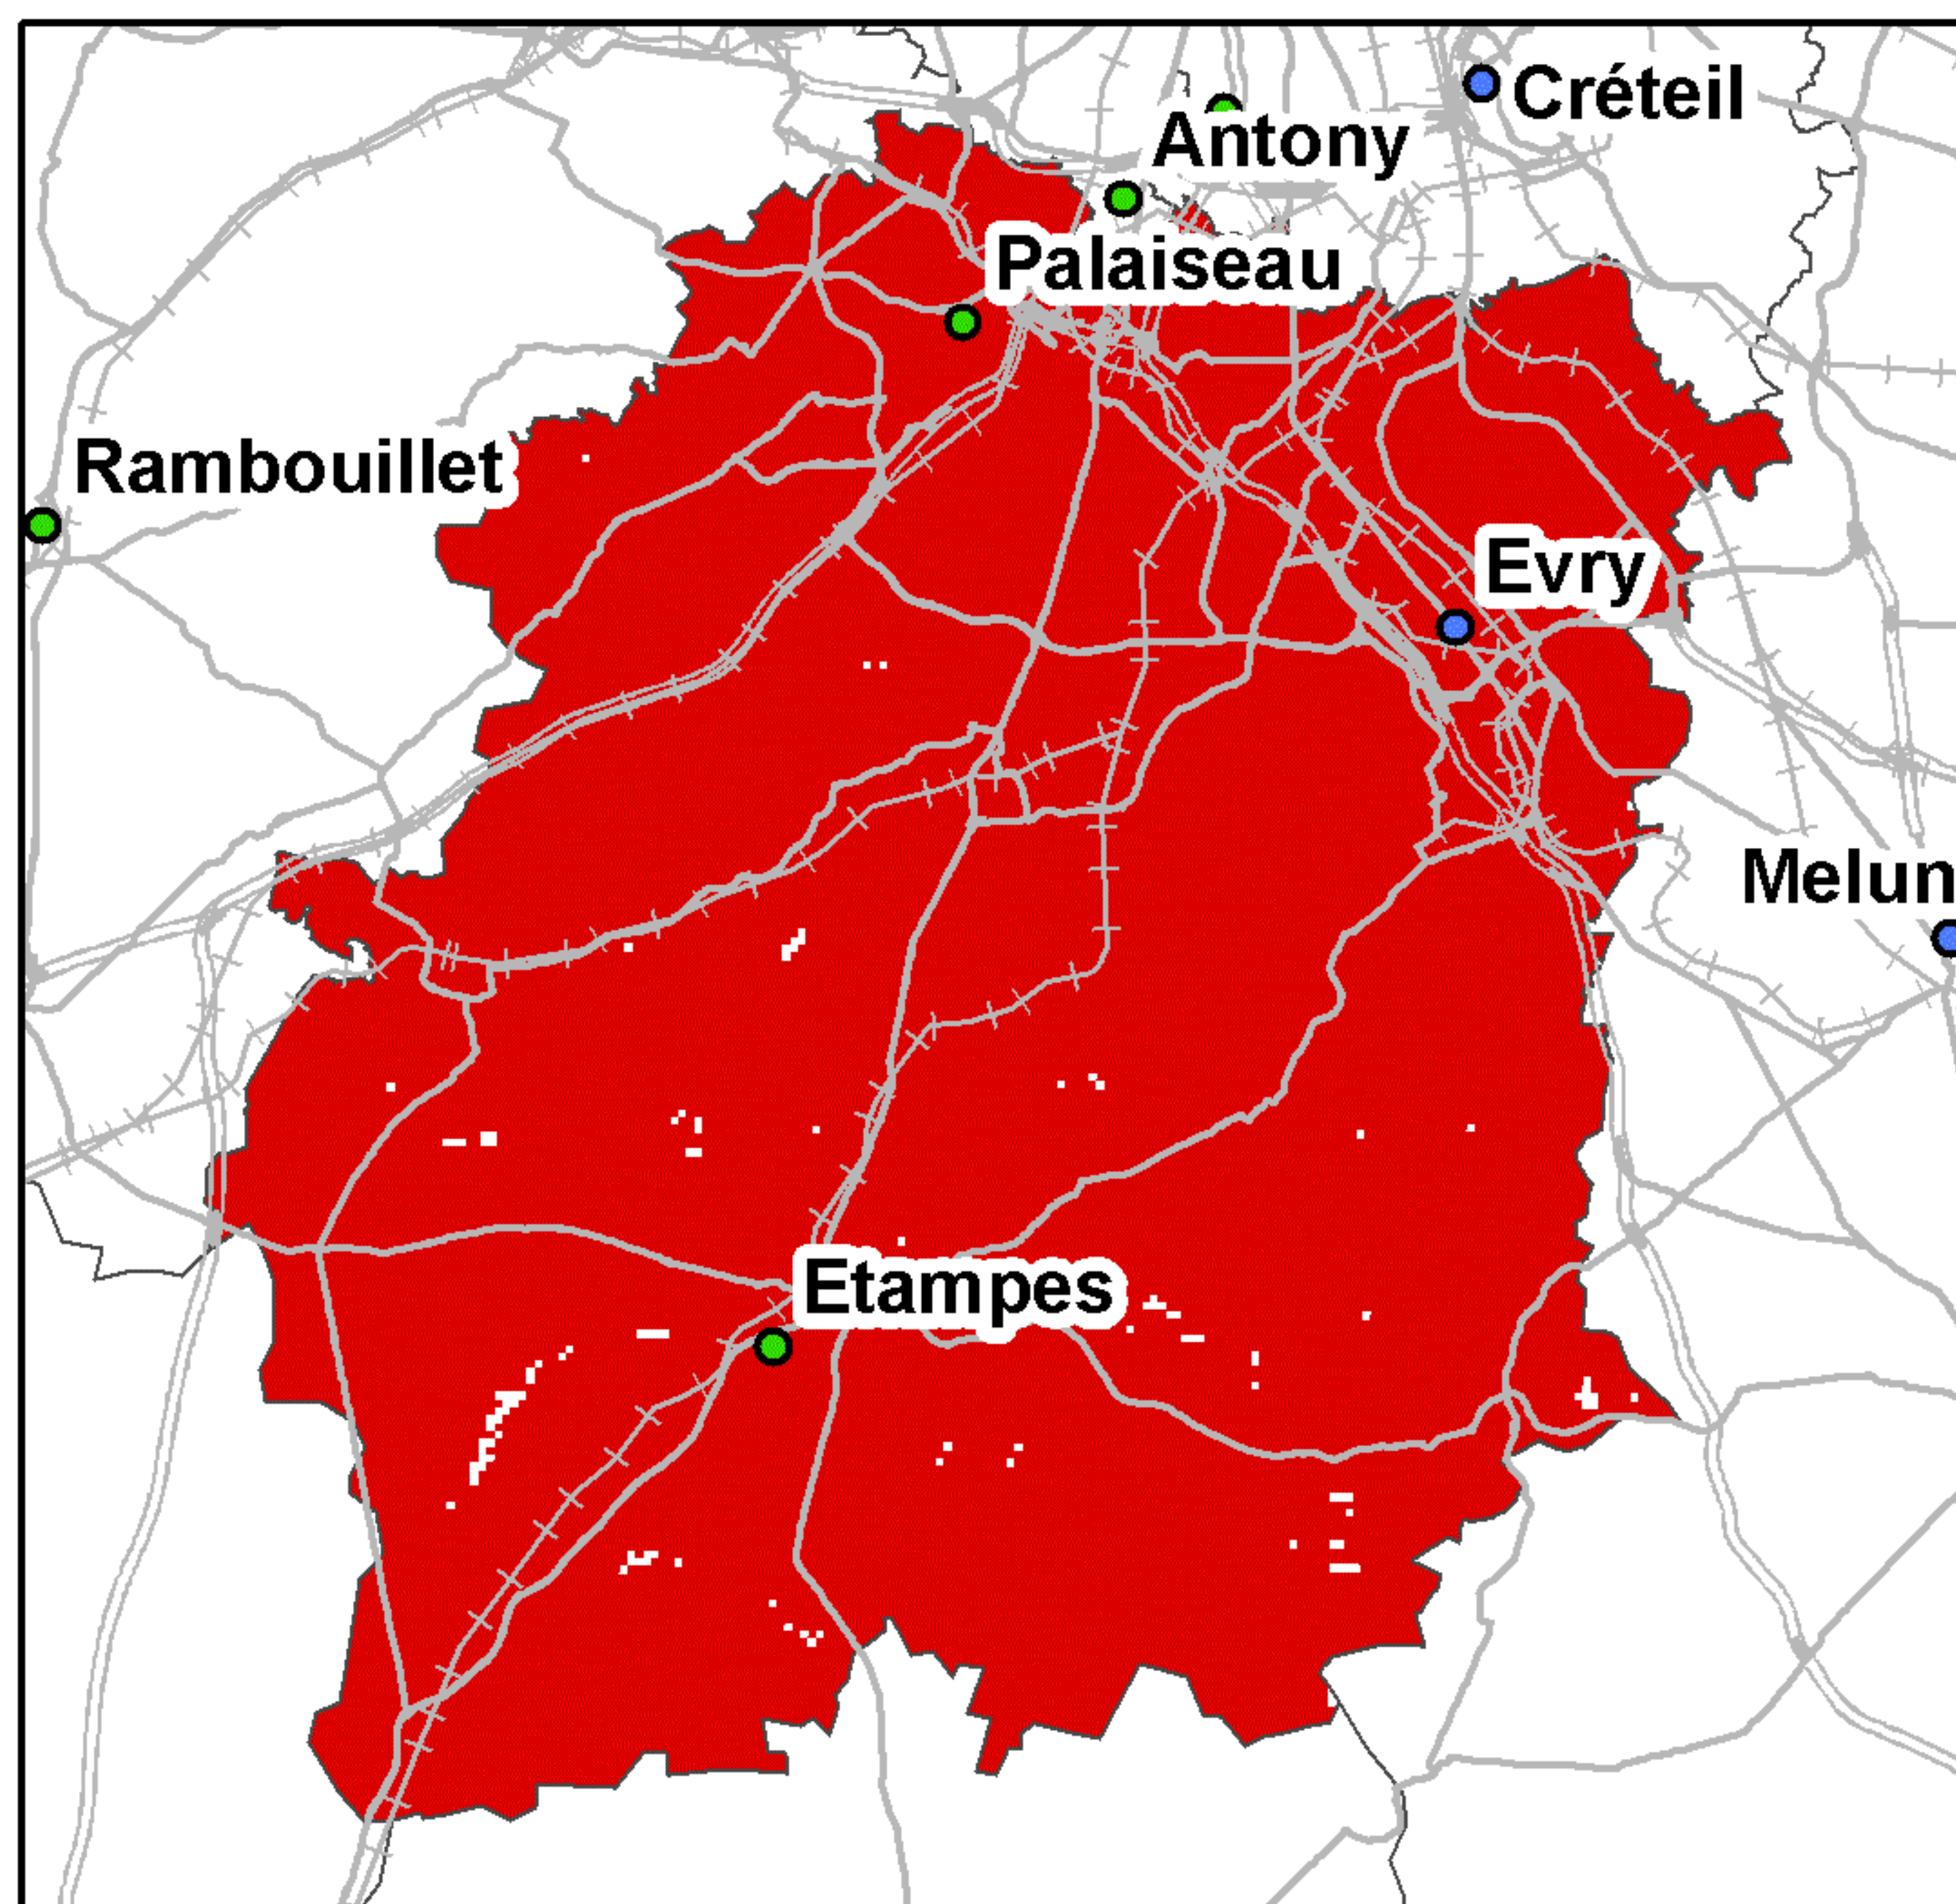 Créteil
Antony
Palaiseau
Rambouillet
Evry
Melun
Etampes